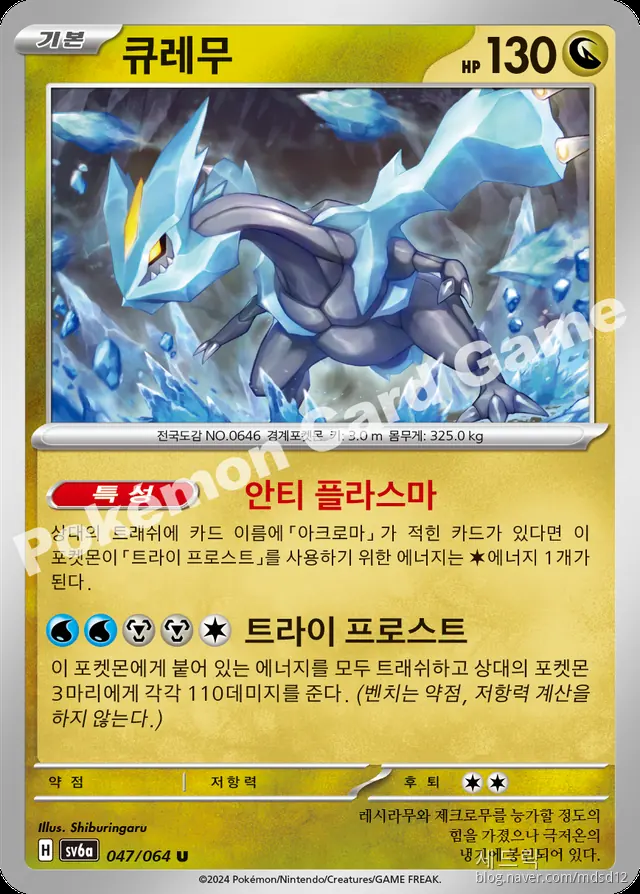 기본
큐레무
HP 130
전국도감 NO.0646 경계포켓몬 키: 3.0 m 몸무게: 325.0 kg
Pokémon Card Game
특성 안티 플라스마
상대의 트래쉬에 카드 이름에 「아크로마」가 적힌 카드가 있다면 이
포켓몬이 「트라이 프로스트」를 사용하기 위한 에너지는 에너지 1개가
된다.
트라이 프로스트
이 포켓몬에게 붙어 있는 에너지를 모두 트래쉬하고 상대의 포켓몬
3마리에게 각각 110데미지를 준다. (벤치는 약점, 저항력 계산을
하지 않는다.)
약점 저항력 후퇴
Illus. Shiburingaru
H sv6a 047/064 U
레시라무와 제크로무를 능가할 정도의
힘을 가졌으나 극저온의
냉기에 봉인되어 있다.
제드릭
blog.naver.com/mdsd12
©2024 Pokémon/Nintendo/Creatures/GAME FREAK.